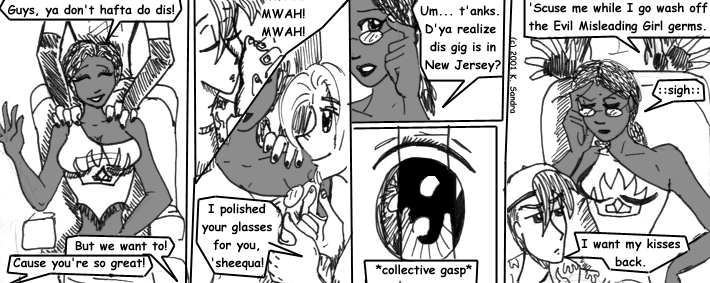 Guys, ya don't hafta do dis!
But we want to!
Cause you're so great!
MWAH!
MWAH!
MWAH!
I polished
your glasses
for you,
'sheequa!
Um... t'anks.
D'ya realize
dis gig is in
New Jersey?
*collective gasp*
(c) 2001 K. Sandra
'Scuse me while I go wash off
the Evil Misleading Girl germs.
::sigh::
I want my kisses
back.